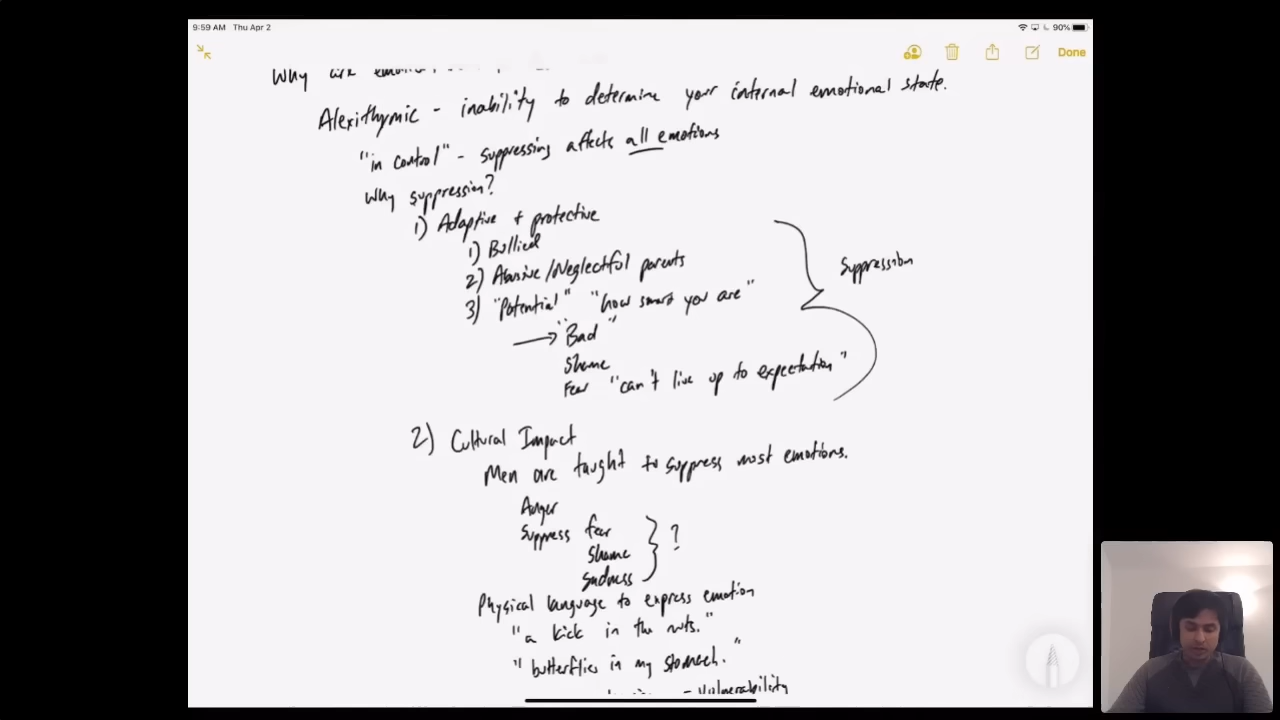 9:59 AM Thu Apr 2
90%
Done
Why are
Alexithymic - inability to determine your internal emotional state.
"in control" - suppressing affects all emotions
Why suppression?
1) Adaptive + protective
1) Bullied
2) Abusive/Neglectful parents
3) "Potential" "how smart you are"
→ "Bad"
Shame
Fear "can't live up to expectation"
Suppression
2) Cultural Impact
Men are taught to suppress most emotions.
Anger
Suppress fear
Shame
Sadness
?
Physical language to express emotion
"a kick in the nuts."
"butterflies in my stomach."
- vulnerability